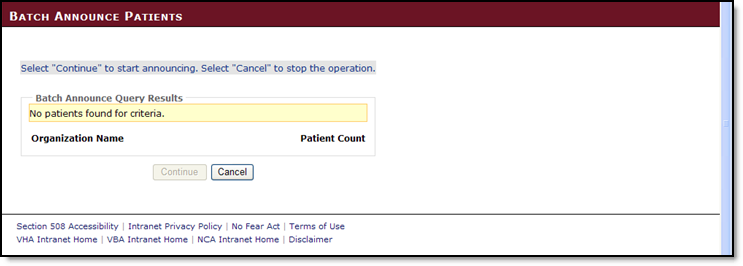 BATCH ANNOUNCE PATIENTS
Select "Continue" to start announcing. Select "Cancel" to stop the operation.
Batch Announce Query Results
No patients found for criteria.
Organization Name Patient Count
Continue Cancel
Section 508 Accessibility | Intranet Privacy Policy | No Fear Act | Terms of Use
VHA Intranet Home | VBA Intranet Home | NCA Intranet Home | Disclaimer